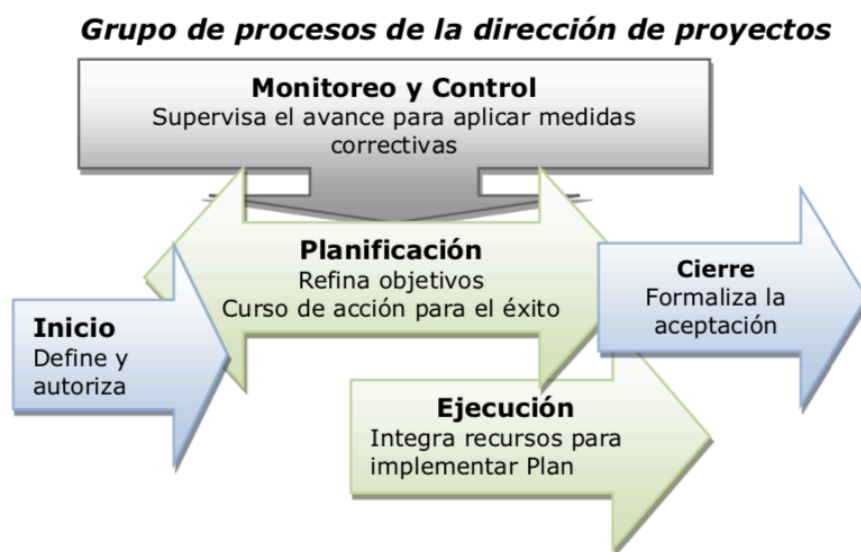 Grupo de procesos de la dirección de proyectos
Monitoreo y Control
Supervisa el avance para aplicar medidas
correctivas
Planificación
Refina objetivos
Curso de acción para el éxito
Inicio
Define y
autoriza
Cierre
Formaliza la
aceptación
Ejecución
Integra recursos para
implementar Plan